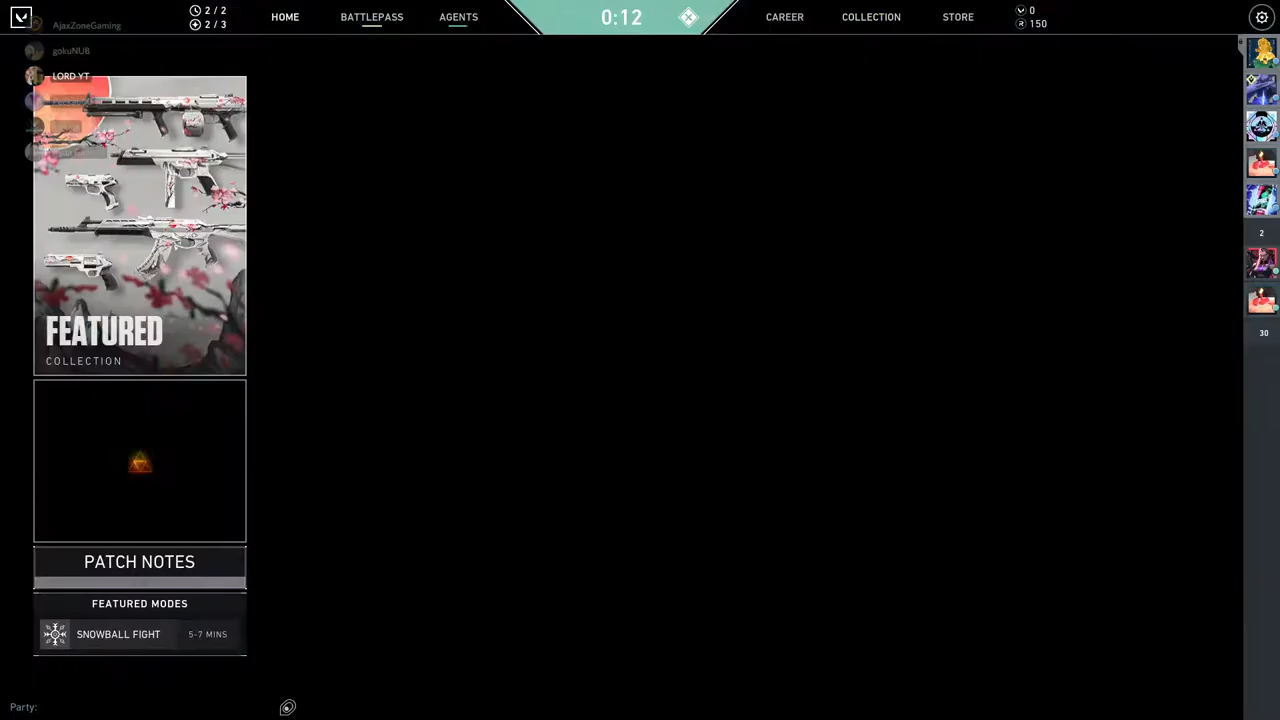 2 / 2
2 / 3
HOME
BATTLEPASS
AGENTS
0:12
CAREER
COLLECTION
STORE
0
R 150
AjaxZoneGaming
gokuNUB
LORD YT
FEATURED
COLLECTION
PATCH NOTES
FEATURED MODES
SNOWBALL FIGHT
5-7 MINS
2
30
Party: